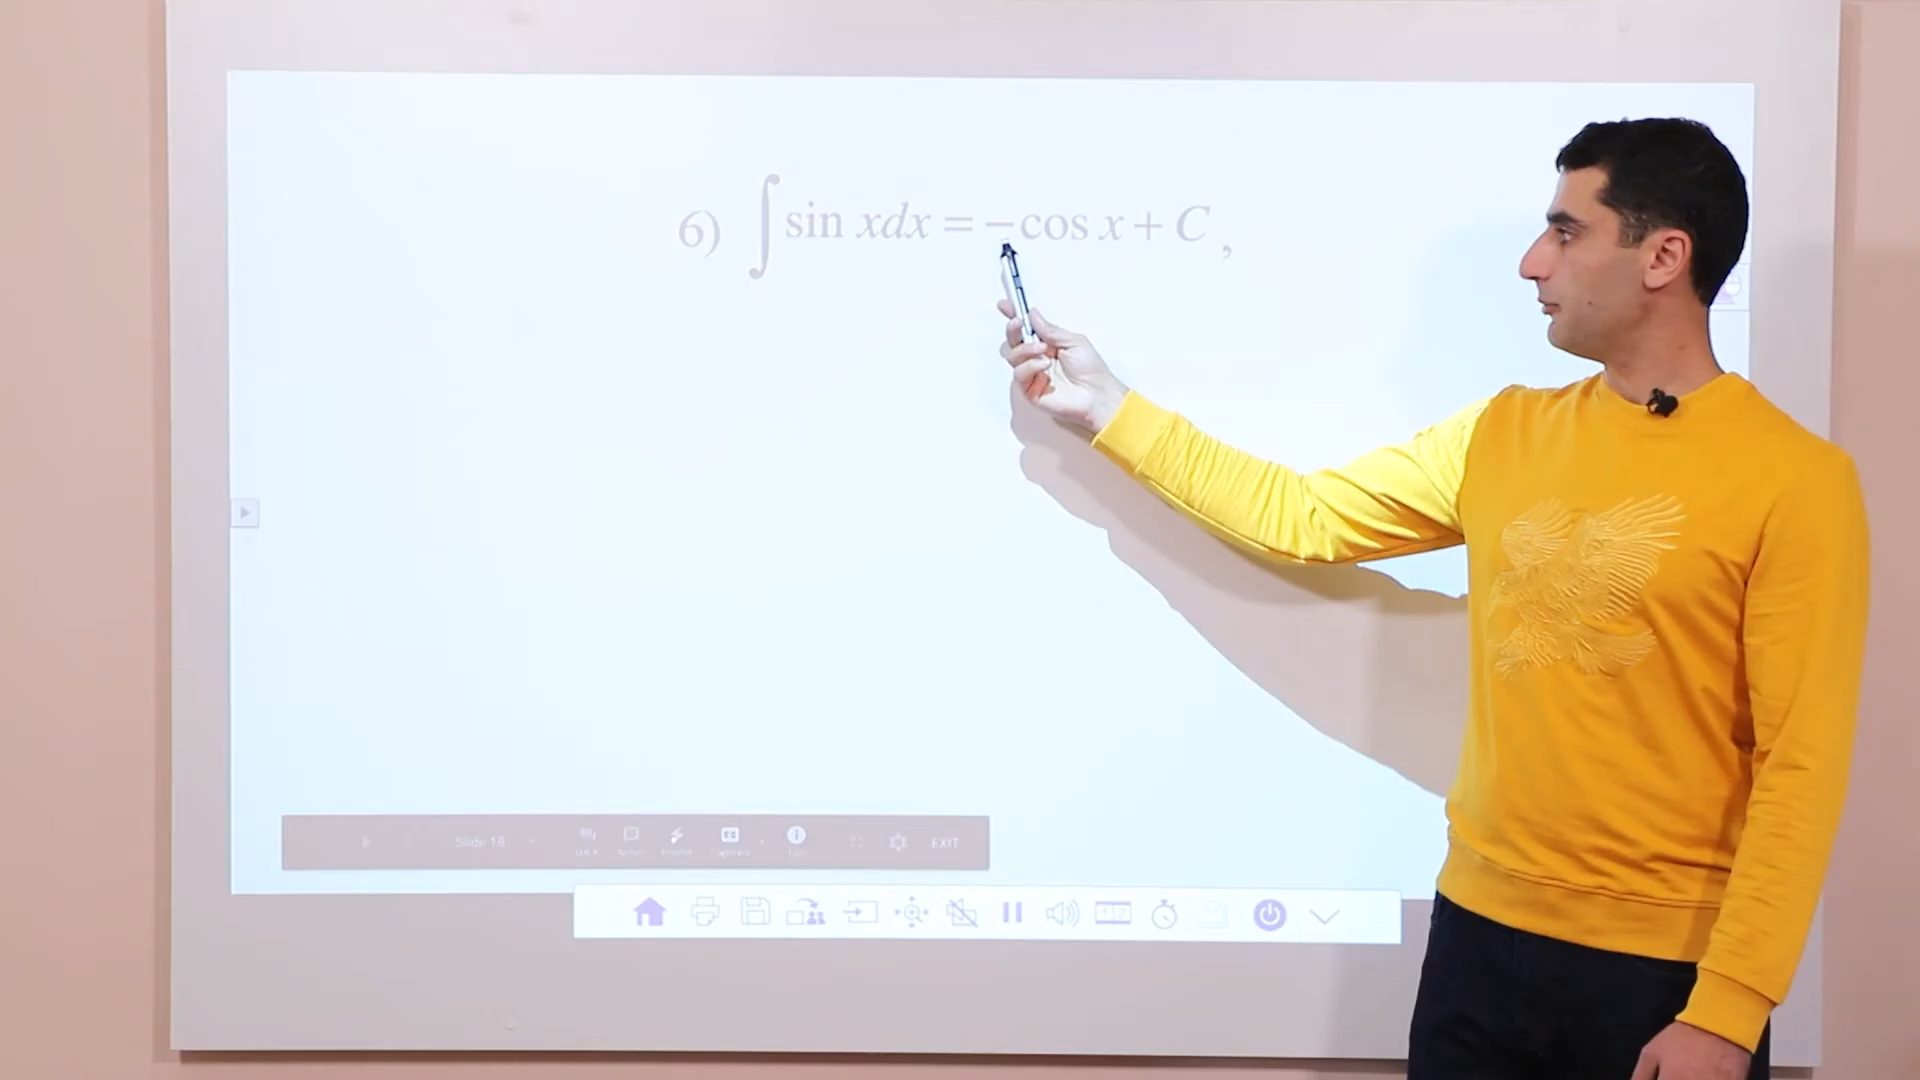 6) ∫ sin xdx = −cos x + C ,
Slide 18
EXIT